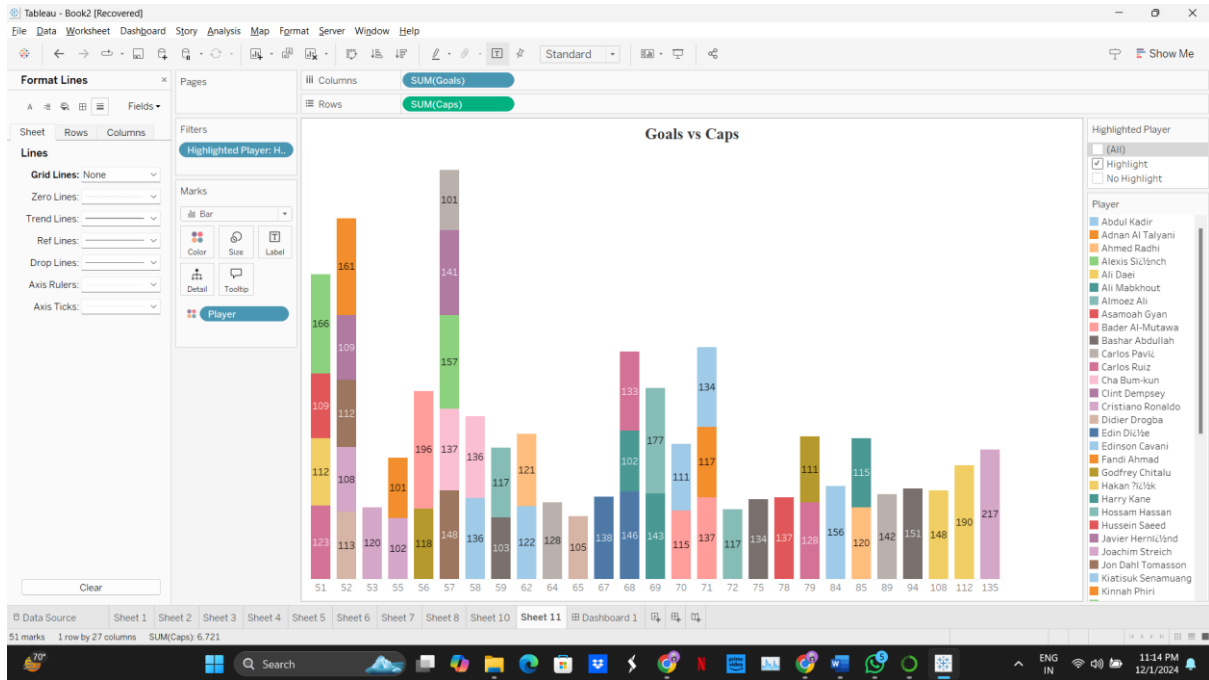 Tableau - Book2 [Recovered]
File Data Worksheet Dashboard Story Analysis Map Format Server Window Help
Standard
Show Me
Format Lines
Fields
Sheet Rows Columns
Lines
Grid Lines: None
Zero Lines:
Trend Lines:
Ref Lines:
Drop Lines:
Axis Rulers:
Axis Ticks:
Clear
Pages
Filters
Highlighted Player: H..
Marks
Bar
Color Size Label
Detail Tooltip
Player
Columns SUM(Goals)
Rows SUM(Caps)
Goals vs Caps
166
109
112
123
161
109
112
108
113
120
101
102
196
118
101
141
157
137
148
136
136
117
103
121
122
128
105
138
133
102
146
177
143
111
115
134
117
137
117
134
137
111
128
156
115
120
142
151
148
190
217
51 52 53 55 56 57 58 59 62 64 65 67 68 69 70 71 72 75 78 79 84 85 89 94 108 112 135
Highlighted Player
(All)
Highlight
No Highlight
Player
Abdul Kadir
Adnan Al Talyani
Ahmed Radhi
Alexis Sï¿½nch
Ali Daei
Ali Mabkhout
Almoez Ali
Asamoah Gyan
Bader Al-Mutawa
Bashar Abdullah
Carlos Pavï¿
Carlos Ruiz
Cha Bum-kun
Clint Dempsey
Cristiano Ronaldo
Didier Drogba
Edin Dï¿½e
Edinson Cavani
Fandi Ahmad
Godfrey Chitalu
Hakan ?ï¿½k
Harry Kane
Hossam Hassan
Hussein Saeed
Javier Hernï¿½nd
Joachim Streich
Jon Dahl Tomasson
Kiatisuk Senamuang
Kinnah Phiri
Data Source Sheet 1 Sheet 2 Sheet 3 Sheet 4 Sheet 5 Sheet 6 Sheet 7 Sheet 8 Sheet 10 Sheet 11 Dashboard 1
51 marks 1 row by 27 columns SUM(Caps): 6.721
70°
Search
ENG
IN
11:14 PM
12/1/2024